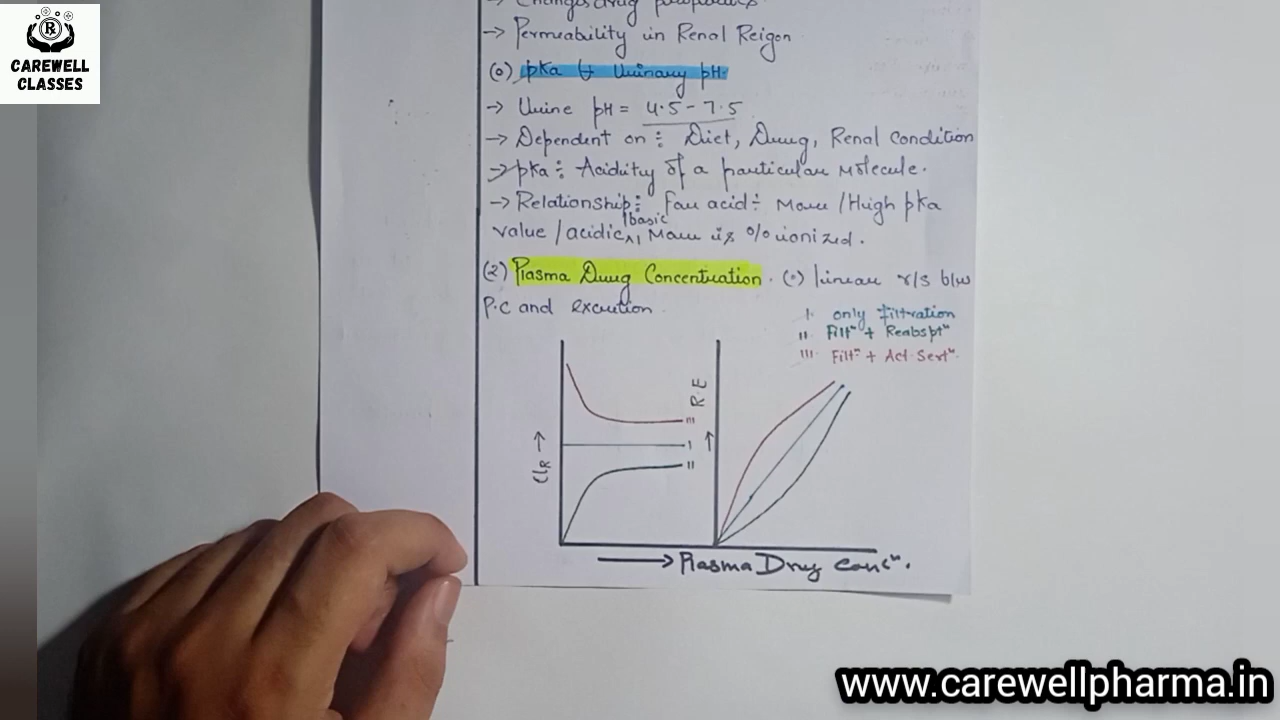 CAREWELL
CLASSES
→ Changes drug
→ Permeability in Renal Reigon
(o) pKa & Urinary pH.
→ Urine pH = 4.5 - 7.5
→ Dependent on : Diet, Drug, Renal condition
→ pKa : Acidity of a particular Molecule.
→ Relationship : For acid : More / High pKa
value / acidic /basic, More is % ionized.
(2) Plasma Drug Concentration . (o) linear r/s b/w
P.C and excretion
I. only filtration
II Filtⁿ + Reabsptⁿ
III. Filtⁿ + Act Sertⁿ.
ClR →
III
I
II
→ RE
→ Plasma Drug Concⁿ.
www.carewellpharma.in